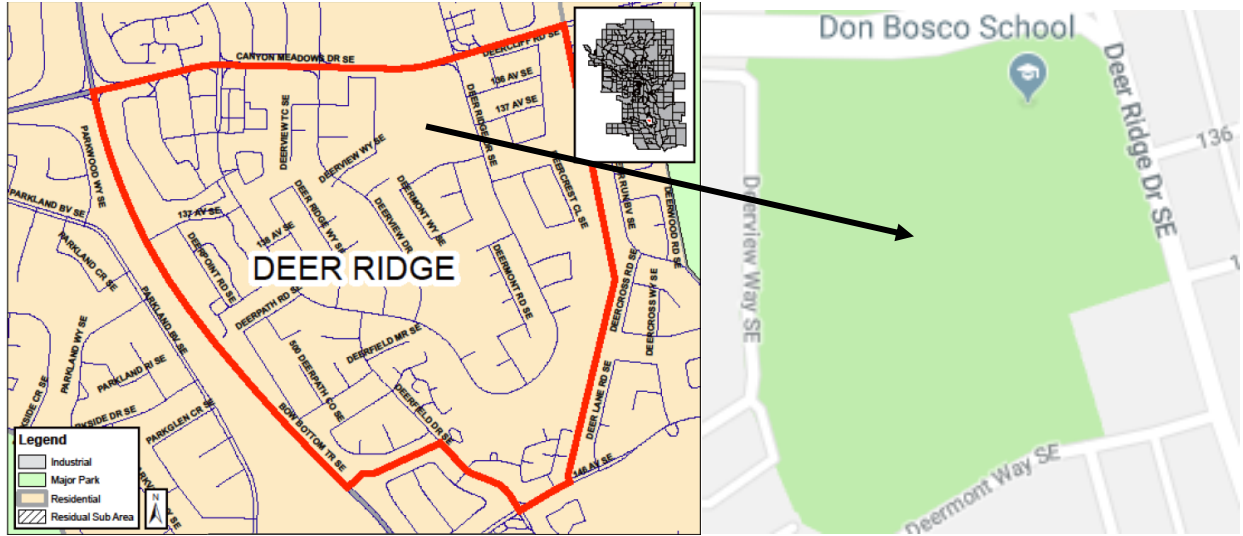 CANYON MEADOWS DR SE
DEERCLIFF RD SE
136 AV SE
137 AV SE
DEER RIDGE DR SE
DEERVIEW TC SE
DEERVIEW WY SE
PARKWOOD WY SE
PARKLAND BV SE
137 AV SE
138 AV SE
DEER RIDGE WY SE
DEERMONT WY SE
DEERVIEW DR
DEERCREST CL SE
DEERWOOD RD SE
PARKLAND CR SE
DEERPOINT RD SE
DEER RIDGE
DEERPATH RD SE
DEERMONT RD SE
DEERCROSS RD SE
DEERCROSS WY SE
PARKLAND BV SE
PARKLAND WY SE
PARKLAND RI SE
DEERFIELD MR SE
500 DEERPATH CO SE
DEERFIELD DR SE
DEER LANE RD SE
PARKGLEN CR SE
BOW BOTTOM TR SE
146 AV SE
Legend
Industrial
Major Park
Residential
Residual Sub Area
N
Don Bosco School
Deer Ridge Dr SE
136
Deerview Way SE
Deermont Way SE